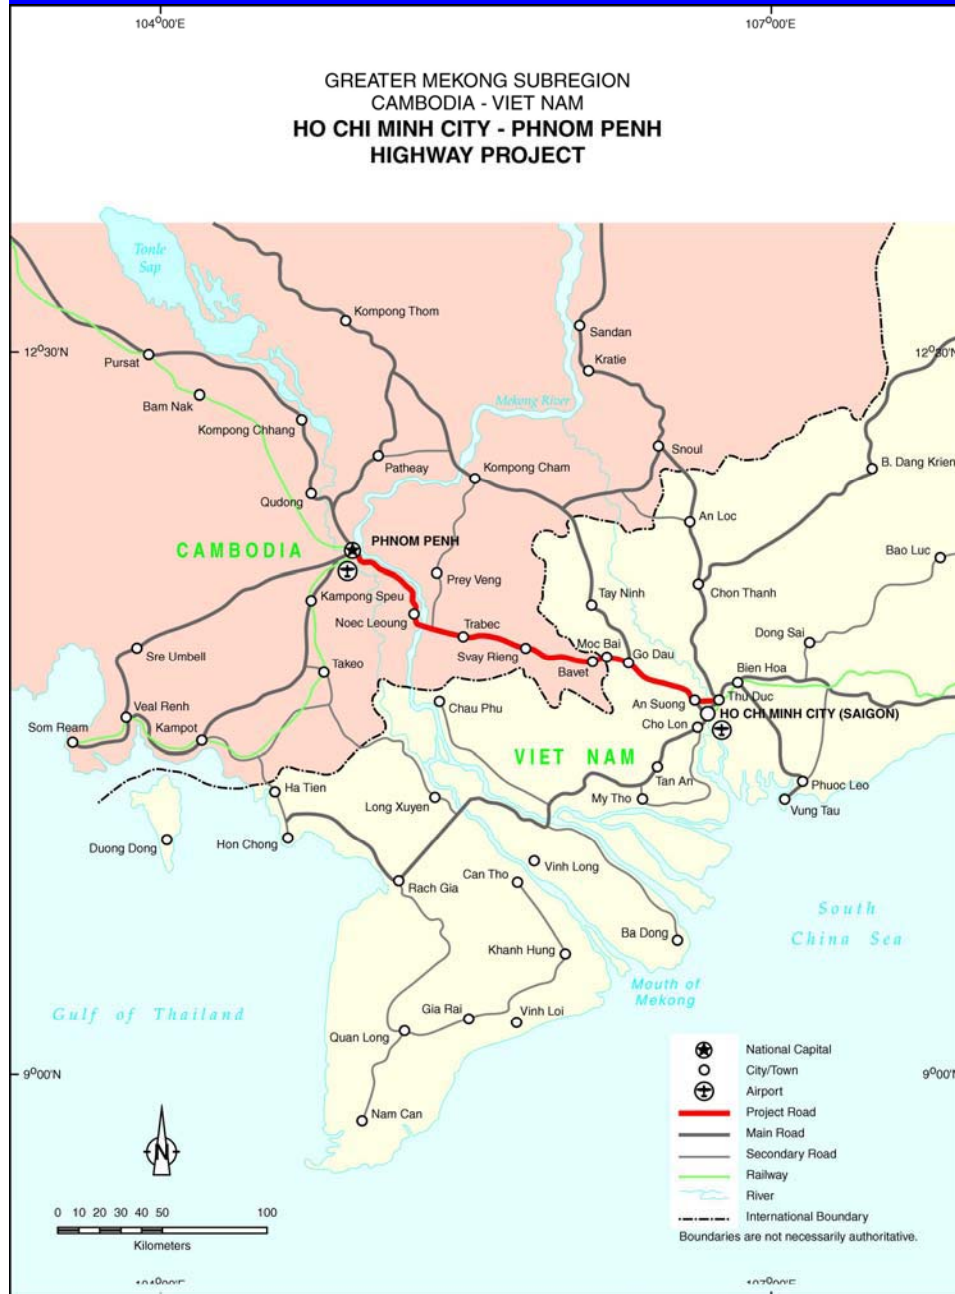 104°00'E
107°00'E
GREATER MEKONG SUBREGION
CAMBODIA - VIET NAM
HO CHI MINH CITY - PHNOM PENH
HIGHWAY PROJECT
Tonle
Sap
Kompong Thom
Sandan
12°30'N
12°30'N
Pursat
Kratie
Bam Nak
Mekong River
Kompong Chhang
Snoul
Patheay
Kompong Cham
B. Dang Krien
Qudong
An Loc
PHNOM PENH
CAMBODIA
Bao Luc
Prey Veng
Kampong Speu
Tay Ninh
Chon Thanh
Noec Leoung
Trabec
Dong Sai
Sre Umbell
Svay Rieng
Moc Bai
Go Dau
Takeo
Bavet
Bien Hoa
An Suong
Thu Duc
Veal Renh
Chau Phu
HO CHI MINH CITY (SAIGON)
Som Ream
Kampot
Cho Lon
VIET NAM
Tan An
Ha Tien
Phuoc Leo
Long Xuyen
My Tho
Vung Tau
Duong Dong
Hon Chong
Vinh Long
Can Tho
Rach Gia
South
China Sea
Ba Dong
Khanh Hung
Mouth of
Mekong
Gulf of Thailand
Gia Rai
Vinh Loi
Quan Long
National Capital
City/Town
9°00'N
9°00'N
Airport
Nam Can
Project Road
Main Road
N
Secondary Road
Railway
River
0 10 20 30 40 50 100
International Boundary
Kilometers
Boundaries are not necessarily authoritative.
104°00'E
107°00'E